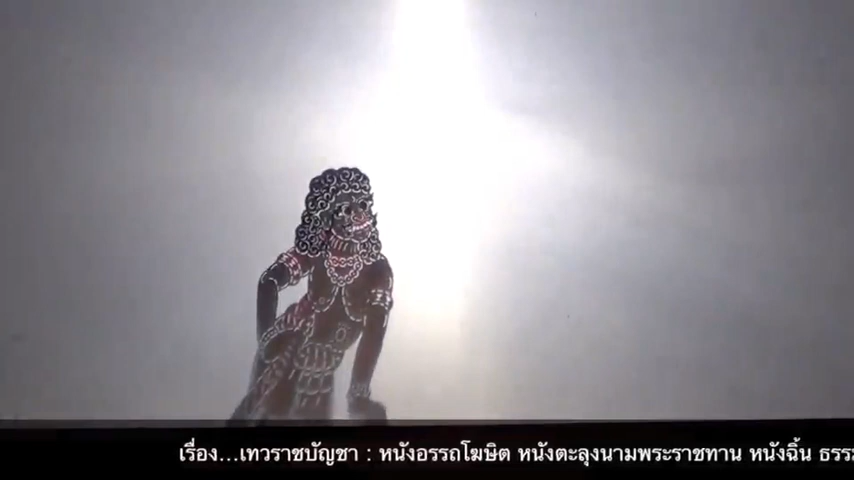 เรื่อง...เทวราชบัญชา : หนังอรรถโฆษิต หนังตะลุงนามพระราชทาน หนังฉิ้น